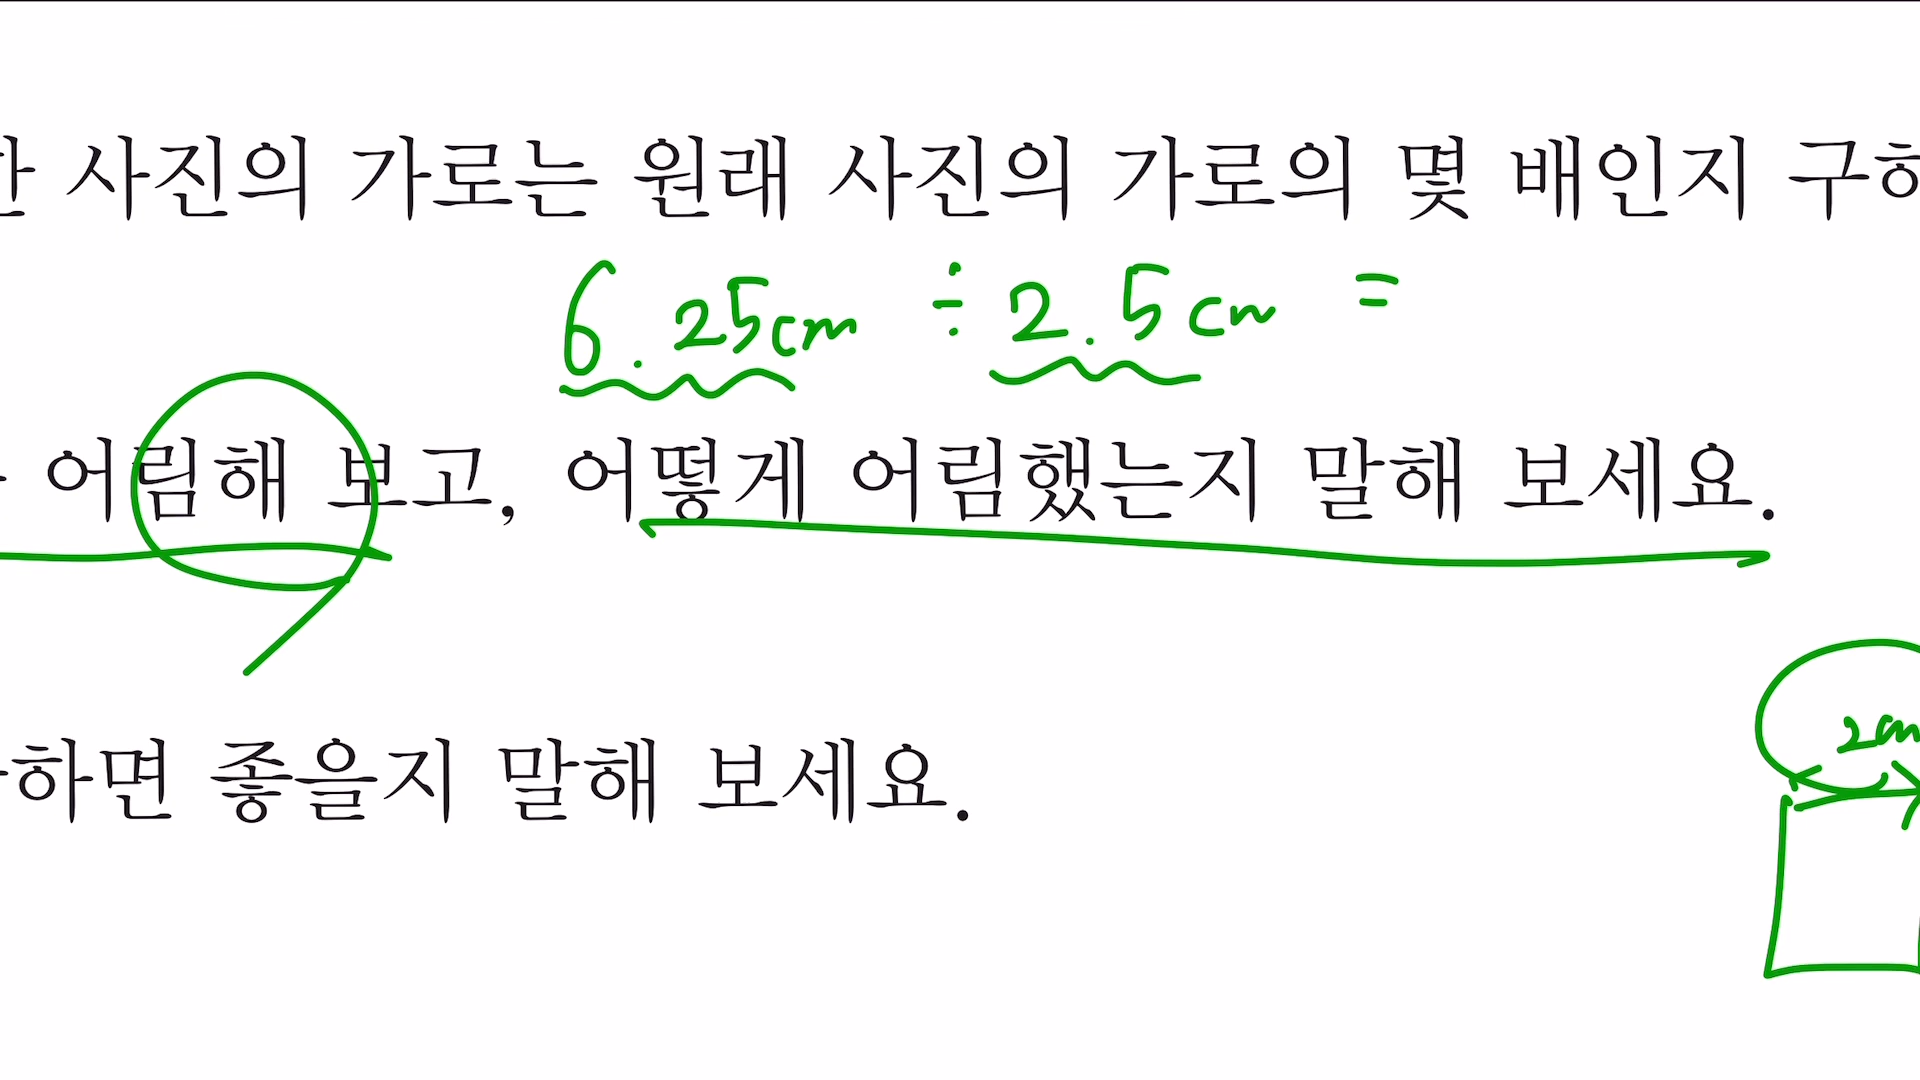 사진의 가로는 원래 사진의 가로의 몇 배인지 구하
6.25cm ÷ 2.5cm =
어림해 보고, 어떻게 어림했는지 말해 보세요.
하면 좋을지 말해 보세요.
2cm